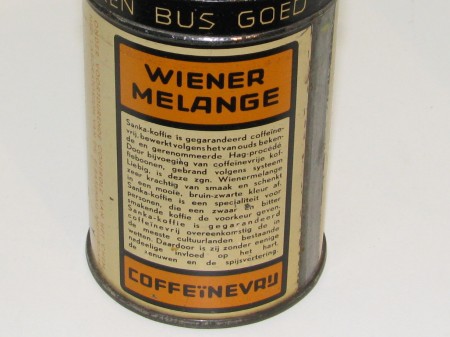 EN BUS GOED
WIENER
MELANGE
Sanka-koffie is gegarandeerd coffeïne-
vrij, bewerkt volgens het van ouds beken-
de en gerenommeerde Hag-procédé.
Door bijvoeging van coffeïnevrije kof-
fieboonen, gebrand volgens systeem
Liebig, is deze zgn. Wienermelange
zeer krachtig van smaak en schenkt
in een mooie, bruin-zwarte kleur af.
Sanka-koffie is een specialiteit voor
personen, die een zwaar en bitter
smakende koffie de voorkeur geven.
Sanka-koffie is gegarandeerd
coffeïnevrij overeenkomstig de in
de meeste cultuurlanden bestaande
wetten. Daardoor is zij zonder eenige
nadeelige invloed op het hart,
de zenuwen en de spijsvertering.
COFFEÏNEVRIJ